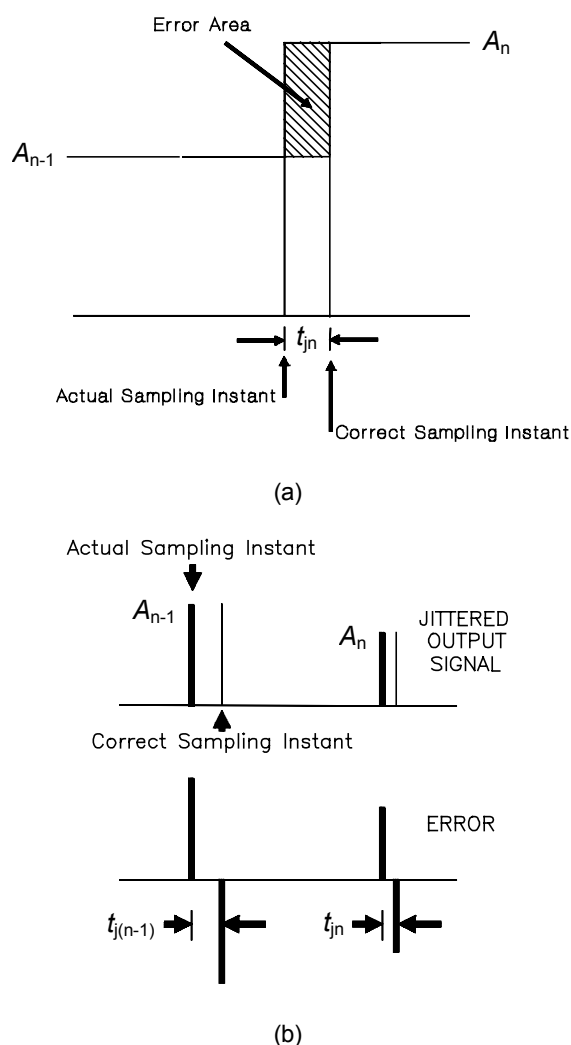 Error Area
Aₙ
Aₙ₋₁
tⱼₙ
Actual Sampling Instant
Correct Sampling Instant
(a)
Actual Sampling Instant
Aₙ₋₁
Aₙ
JITTERED
OUTPUT
SIGNAL
Correct Sampling Instant
ERROR
tⱼ₍ₙ₋₁₎
tⱼₙ
(b)